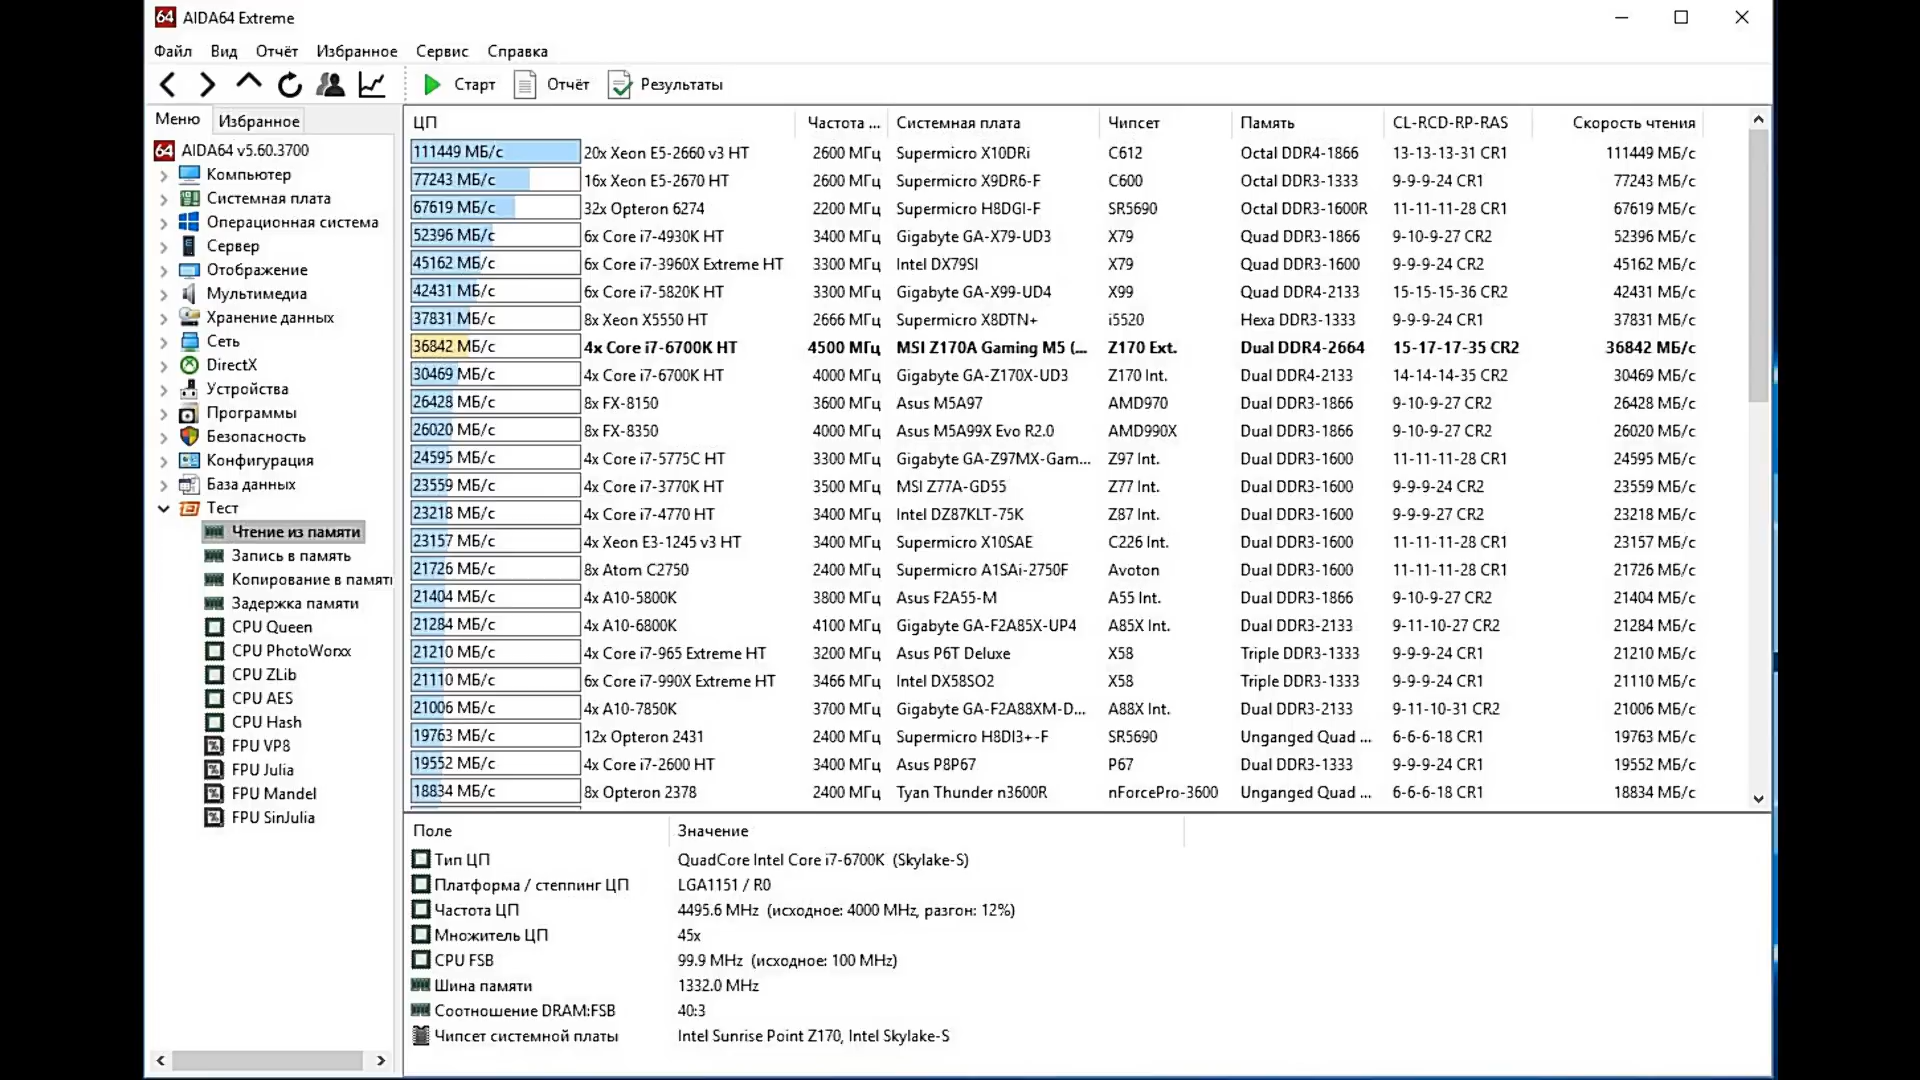 64 AIDA64 Extreme
Файл Вид Отчёт Избранное Сервис Справка
Старт Отчёт Результаты
Меню Избранное
64 AIDA64 v5.60.3700
Компьютер
Системная плата
Операционная система
Сервер
Отображение
Мультимедиа
Хранение данных
Сеть
DirectX
Устройства
Программы
Безопасность
Конфигурация
База данных
Тест
Чтение из памяти
Запись в память
Копирование в памяти
Задержка памяти
CPU Queen
CPU PhotoWorxx
CPU ZLib
CPU AES
CPU Hash
FPU VP8
FPU Julia
FPU Mandel
FPU SinJulia
ЦП Частота ... Системная плата Чипсет Память CL-RCD-RP-RAS Скорость чтения
111449 МБ/с 20x Xeon E5-2660 v3 HT 2600 МГц Supermicro X10DRi C612 Octal DDR4-1866 13-13-13-31 CR1 111449 МБ/с
77243 МБ/с 16x Xeon E5-2670 HT 2600 МГц Supermicro X9DR6-F C600 Octal DDR3-1333 9-9-9-24 CR1 77243 МБ/с
67619 МБ/с 32x Opteron 6274 2200 МГц Supermicro H8DGI-F SR5690 Octal DDR3-1600R 11-11-11-28 CR1 67619 МБ/с
52396 МБ/с 6x Core i7-4930K HT 3400 МГц Gigabyte GA-X79-UD3 X79 Quad DDR3-1866 9-10-9-27 CR2 52396 МБ/с
45162 МБ/с 6x Core i7-3960X Extreme HT 3300 МГц Intel DX79SI X79 Quad DDR3-1600 9-9-9-24 CR2 45162 МБ/с
42431 МБ/с 6x Core i7-5820K HT 3300 МГц Gigabyte GA-X99-UD4 X99 Quad DDR4-2133 15-15-15-36 CR2 42431 МБ/с
37831 МБ/с 8x Xeon X5550 HT 2666 МГц Supermicro X8DTN+ i5520 Hexa DDR3-1333 9-9-9-24 CR1 37831 МБ/с
36842 МБ/с 4x Core i7-6700K HT 4500 МГц MSI Z170A Gaming M5 (... Z170 Ext. Dual DDR4-2664 15-17-17-35 CR2 36842 МБ/с
30469 МБ/с 4x Core i7-6700K HT 4000 МГц Gigabyte GA-Z170X-UD3 Z170 Int. Dual DDR4-2133 14-14-14-35 CR2 30469 МБ/с
26428 МБ/с 8x FX-8150 3600 МГц Asus M5A97 AMD970 Dual DDR3-1866 9-10-9-27 CR2 26428 МБ/с
26020 МБ/с 8x FX-8350 4000 МГц Asus M5A99X Evo R2.0 AMD990X Dual DDR3-1866 9-10-9-27 CR2 26020 МБ/с
24595 МБ/с 4x Core i7-5775C HT 3300 МГц Gigabyte GA-Z97MX-Gam... Z97 Int. Dual DDR3-1600 11-11-11-28 CR1 24595 МБ/с
23559 МБ/с 4x Core i7-3770K HT 3500 МГц MSI Z77A-GD55 Z77 Int. Dual DDR3-1600 9-9-9-24 CR2 23559 МБ/с
23218 МБ/с 4x Core i7-4770 HT 3400 МГц Intel DZ87KLT-75K Z87 Int. Dual DDR3-1600 9-9-9-27 CR2 23218 МБ/с
23157 МБ/с 4x Xeon E3-1245 v3 HT 3400 МГц Supermicro X10SAE C226 Int. Dual DDR3-1600 11-11-11-28 CR1 23157 МБ/с
21726 МБ/с 8x Atom C2750 2400 МГц Supermicro A1SAi-2750F Avoton Dual DDR3-1600 11-11-11-28 CR1 21726 МБ/с
21404 МБ/с 4x A10-5800K 3800 МГц Asus F2A55-M A55 Int. Dual DDR3-1866 9-10-9-27 CR2 21404 МБ/с
21284 МБ/с 4x A10-6800K 4100 МГц Gigabyte GA-F2A85X-UP4 A85X Int. Dual DDR3-2133 9-11-10-27 CR2 21284 МБ/с
21210 МБ/с 4x Core i7-965 Extreme HT 3200 МГц Asus P6T Deluxe X58 Triple DDR3-1333 9-9-9-24 CR1 21210 МБ/с
21110 МБ/с 6x Core i7-990X Extreme HT 3466 МГц Intel DX58SO2 X58 Triple DDR3-1333 9-9-9-24 CR1 21110 МБ/с
21006 МБ/с 4x A10-7850K 3700 МГц Gigabyte GA-F2A88XM-D... A88X Int. Dual DDR3-2133 9-11-10-31 CR2 21006 МБ/с
19763 МБ/с 12x Opteron 2431 2400 МГц Supermicro H8DI3+-F SR5690 Unganged Quad ... 6-6-6-18 CR1 19763 МБ/с
19552 МБ/с 4x Core i7-2600 HT 3400 МГц Asus P8P67 P67 Dual DDR3-1333 9-9-9-24 CR1 19552 МБ/с
18834 МБ/с 8x Opteron 2378 2400 МГц Tyan Thunder n3600R nForcePro-3600 Unganged Quad ... 6-6-6-18 CR1 18834 МБ/с
Поле Значение
Тип ЦП QuadCore Intel Core i7-6700K (Skylake-S)
Платформа / степпинг ЦП LGA1151 / R0
Частота ЦП 4495.6 MHz (исходное: 4000 MHz, разгон: 12%)
Множитель ЦП 45x
CPU FSB 99.9 MHz (исходное: 100 MHz)
Шина памяти 1332.0 MHz
Соотношение DRAM:FSB 40:3
Чипсет системной платы Intel Sunrise Point Z170, Intel Skylake-S